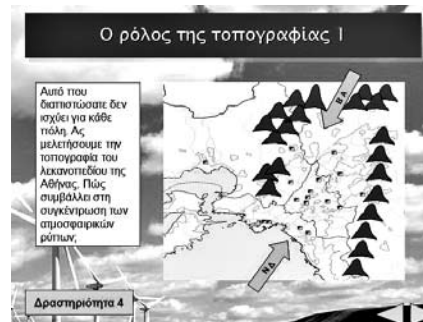 Ο ρόλος της τοπογραφίας 1
Αυτό που
διαπιστώσατε δεν
ισχύει για κάθε
πόλη. Ας
μελετήσουμε την
τοπογραφία του
λεκανοπεδίου της
Αθήνας. Πώς
συμβάλλει στη
συγκέντρωση των
ατμοσφαιρικών
ρύπων;
ΒΑ
ΝΔ
Δραστηριότητα 4